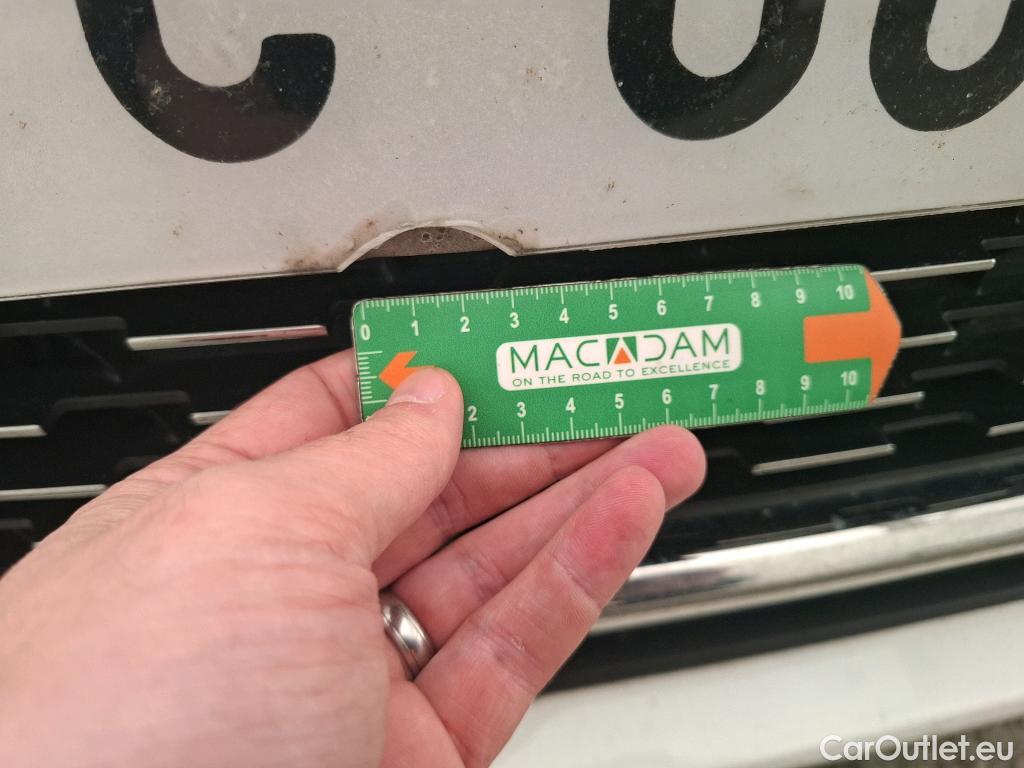 0 1 2 3 4 5 6 7 8 9 10
MACADAM
ON THE ROAD TO EXCELLENCE
2 3 4 5 6 7 8 9 10
CarOutlet.eu